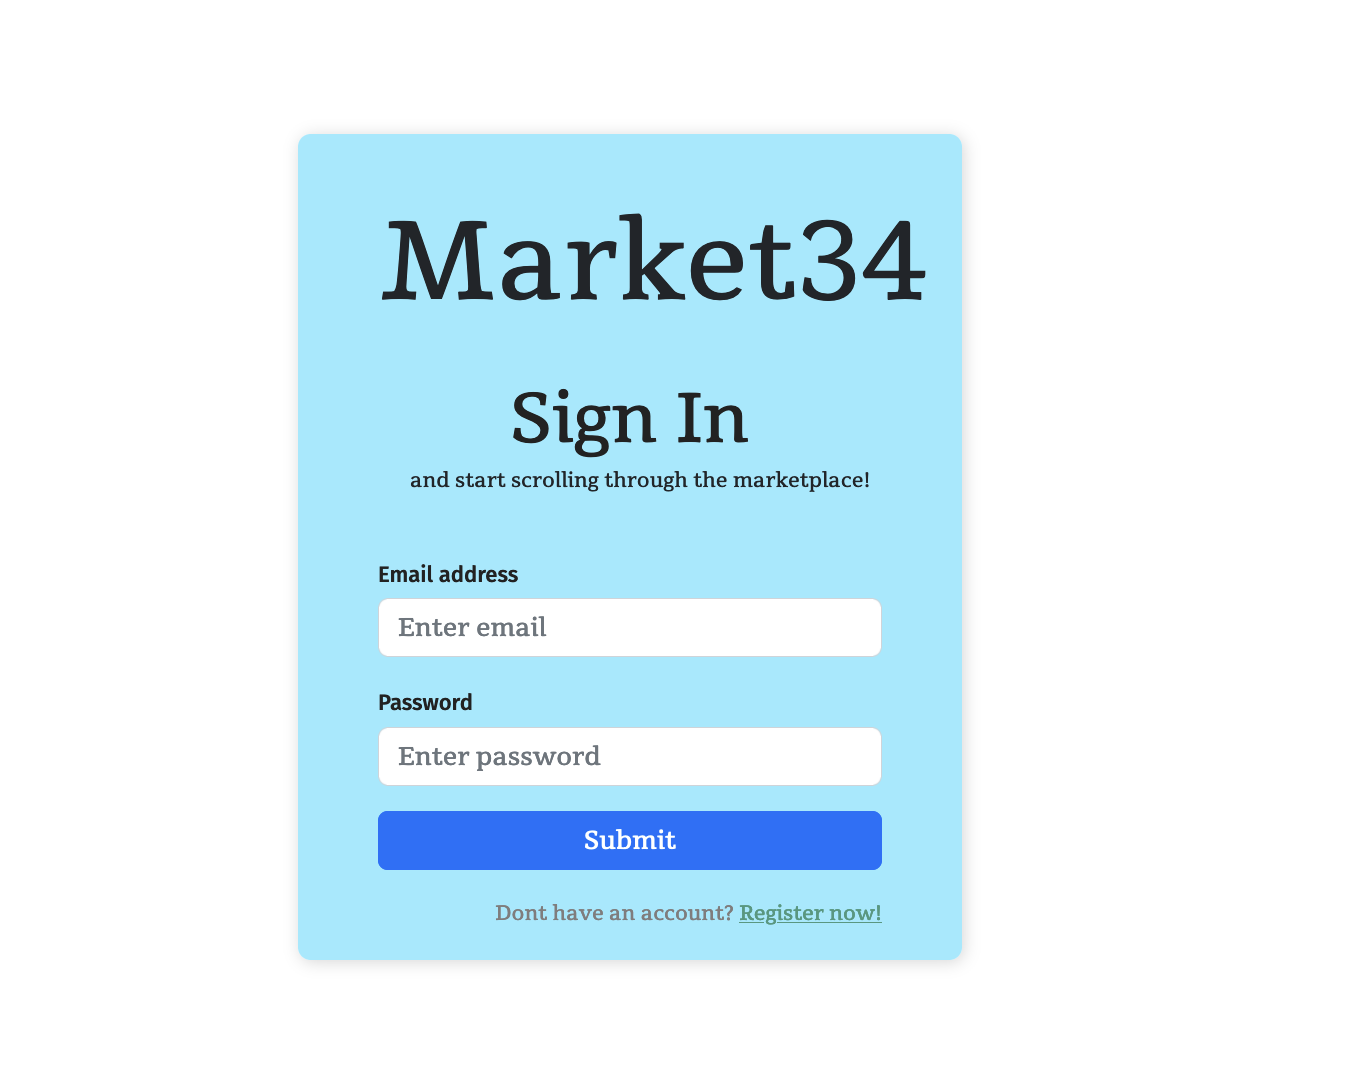 Market34
Sign In
and start scrolling through the marketplace!
Email address
Enter email
Password
Enter password
Submit
Dont have an account? Register now!